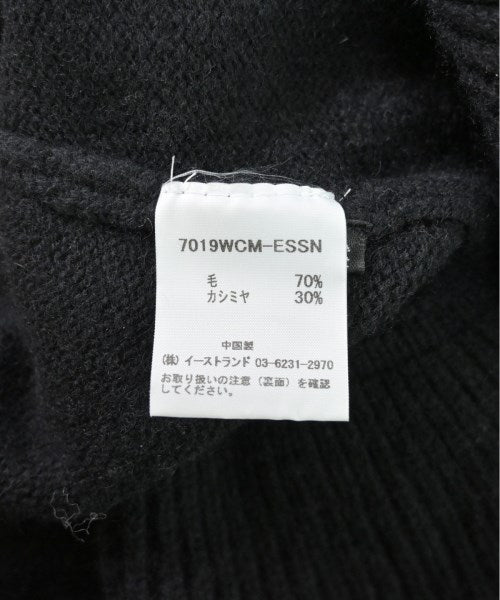 7019WCM-ESSN
毛 70%
カシミヤ 30%
中国製
(株) イーストランド 03-6231-2970
お取り扱いの注意 (裏面) を確認
してください。